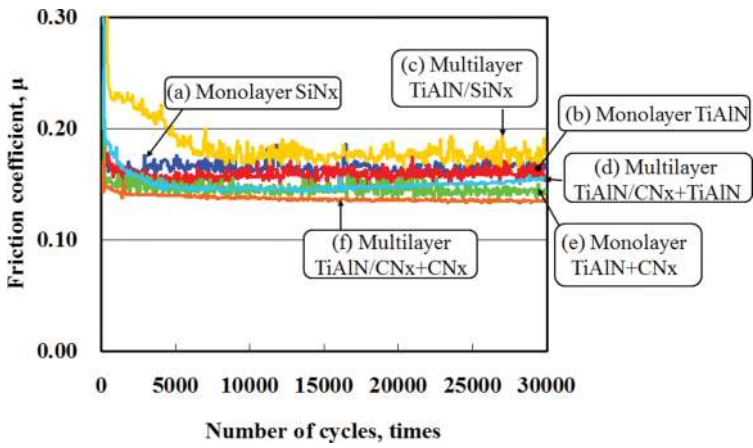 0.30
(c) Multilayer
TiAlN/SiNx
(a) Monolayer SiNx
(b) Monolayer TiAlN
0.20
(d) Multilayer
TiAlN/CNx+TiAlN
Friction coefficient, μ
0.10
(f) Multilayer
TiAlN/CNx+CNx
(e) Monolayer
TiAlN+CNx
0.00
0 5000 10000 15000 20000 25000 30000
Number of cycles, times